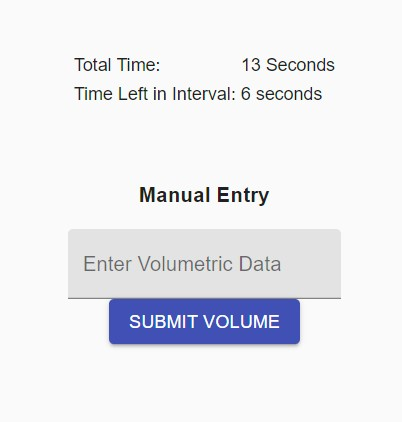 Total Time: 13 Seconds
Time Left in Interval: 6 seconds
Manual Entry
Enter Volumetric Data
SUBMIT VOLUME